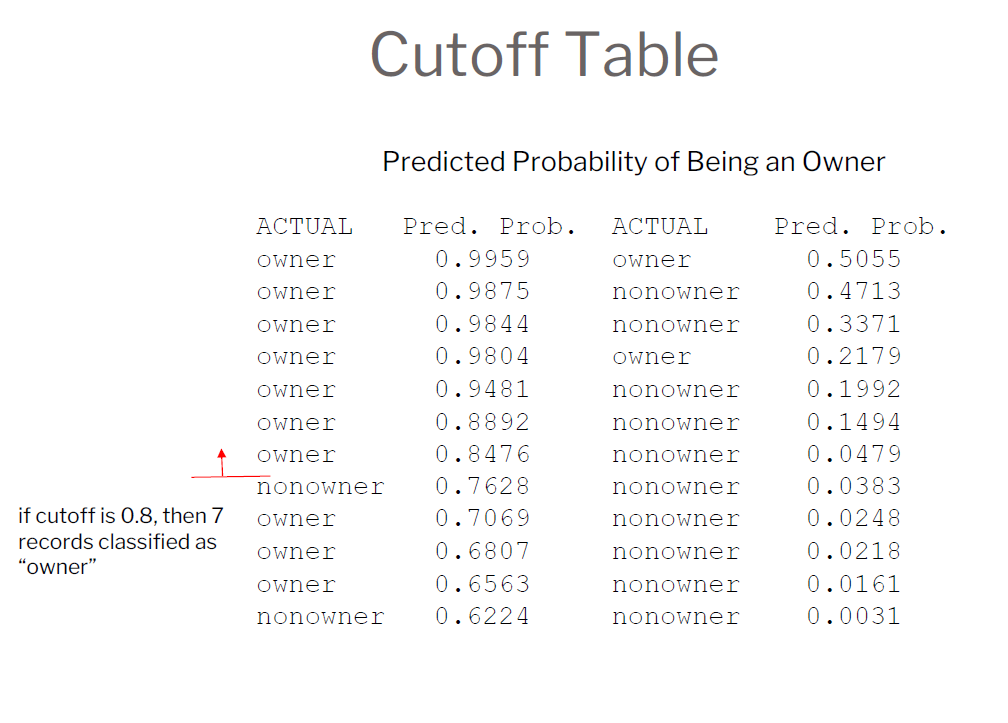 Cutoff Table
Predicted Probability of Being an Owner
ACTUAL Pred. Prob. ACTUAL Pred. Prob.
owner 0.9959 owner 0.5055
owner 0.9875 nonowner 0.4713
owner 0.9844 nonowner 0.3371
owner 0.9804 owner 0.2179
owner 0.9481 nonowner 0.1992
owner 0.8892 nonowner 0.1494
owner 0.8476 nonowner 0.0479
nonowner 0.7628 nonowner 0.0383
owner 0.7069 nonowner 0.0248
owner 0.6807 nonowner 0.0218
owner 0.6563 nonowner 0.0161
nonowner 0.6224 nonowner 0.0031
if cutoff is 0.8, then 7
records classified as
“owner”